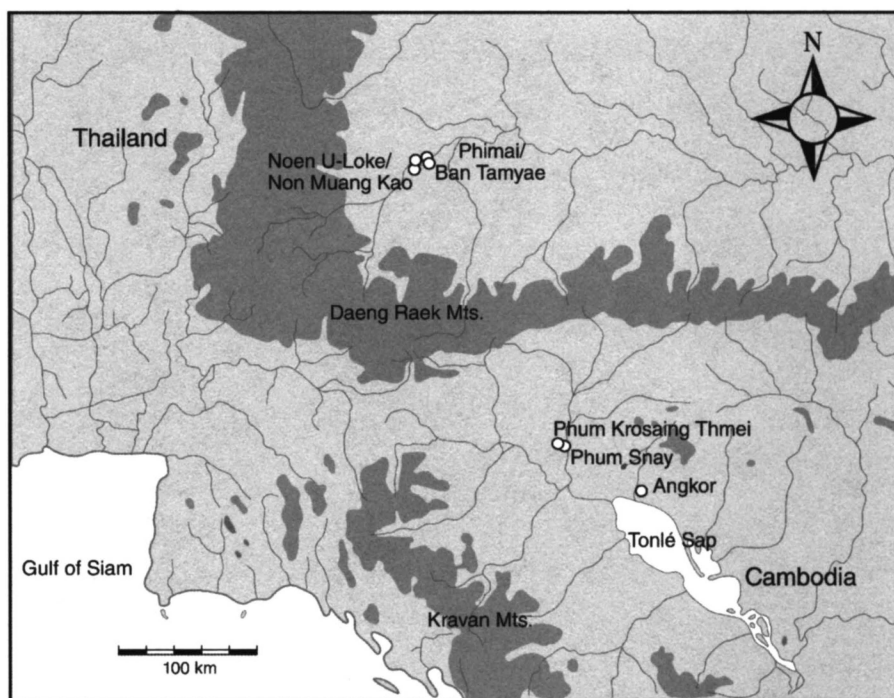 N
Thailand
Noen U-Loke/
Non Muang Kao
Phimai/
Ban Tamyae
Daeng Raek Mts.
Phum Krosaing Thmei
Phum Snay
Angkor
Tonlé Sap
Gulf of Siam
Cambodia
Kravan Mts.
100 km